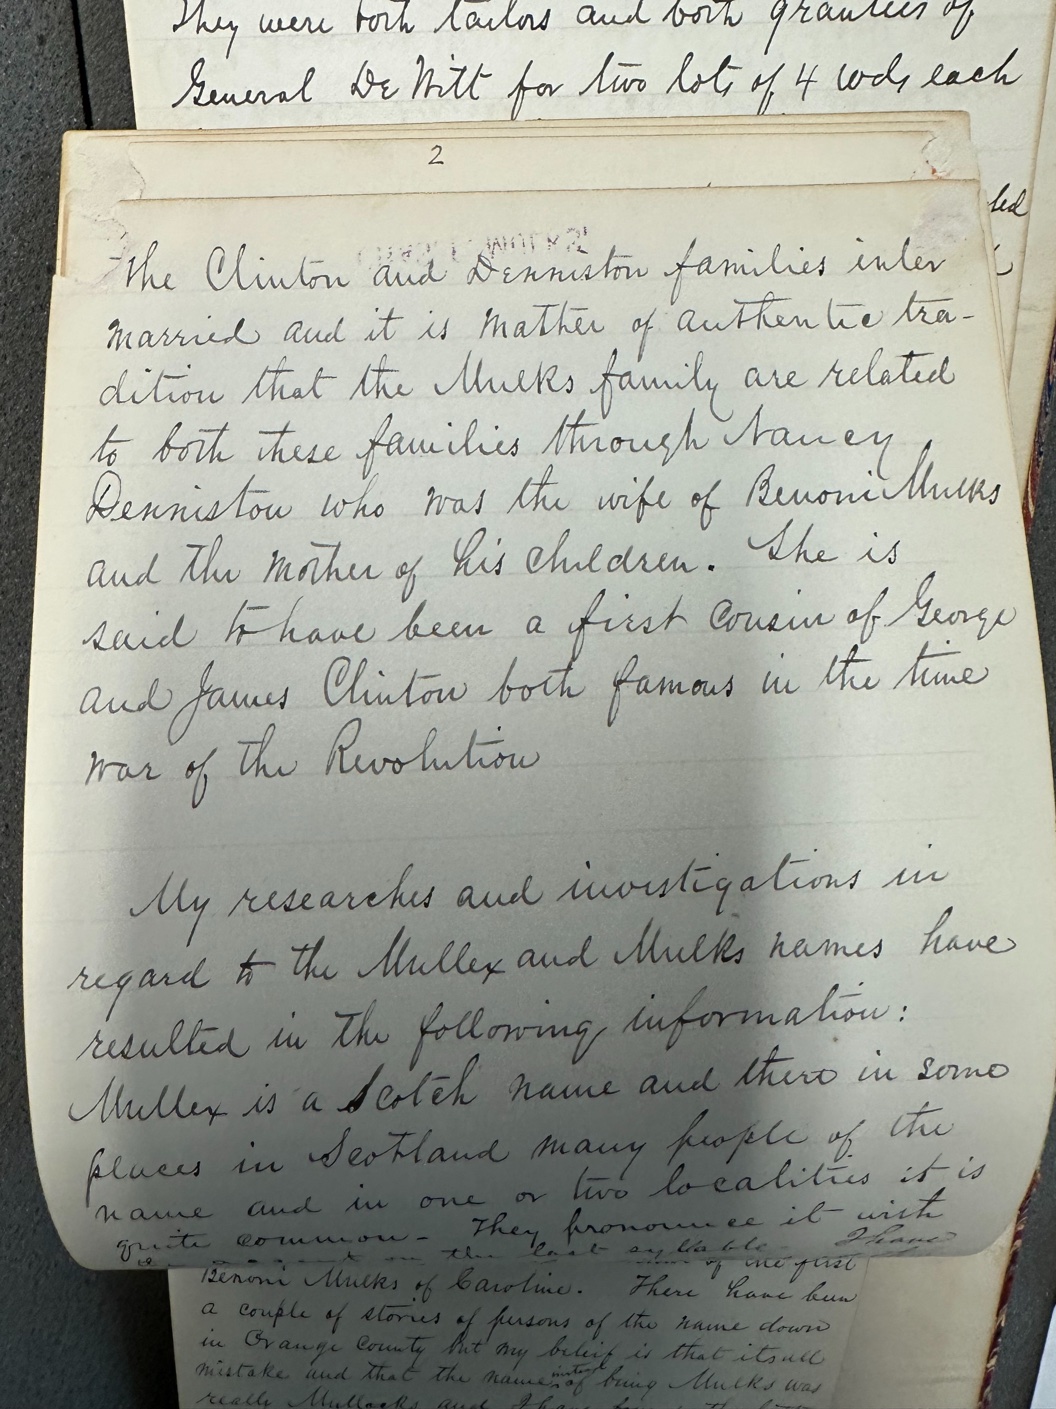 They were both tailors and both grantees of
General De Witt for two lots of 4 rods each
2
led
The Clinton and Denniston families inter
married and it is mather of authentic tra-
dition that the Mulks family are related
to both these families through Nancy
Denniston who was the wife of Benoni Mulks
and the mother of his children. She is
said to have been a first cousin of George
and James Clinton both famous in the time
war of the Revolution
My researches and investigations in
regard to the Mullex and Mulks names have
resulted in the following information:
Mullex is a Scotch name and there in some
places in Scotland many people of the
name and in one or two localities it is
quite common - They pronounce it with
on the last syllable - I have
of the first
Benoni Mulks of Caroline. There have been
a couple of stories of persons of the name down
in Orange County but my belief is that its all
mistake and that the name instead of being Mulks was
really Mullocks and I have